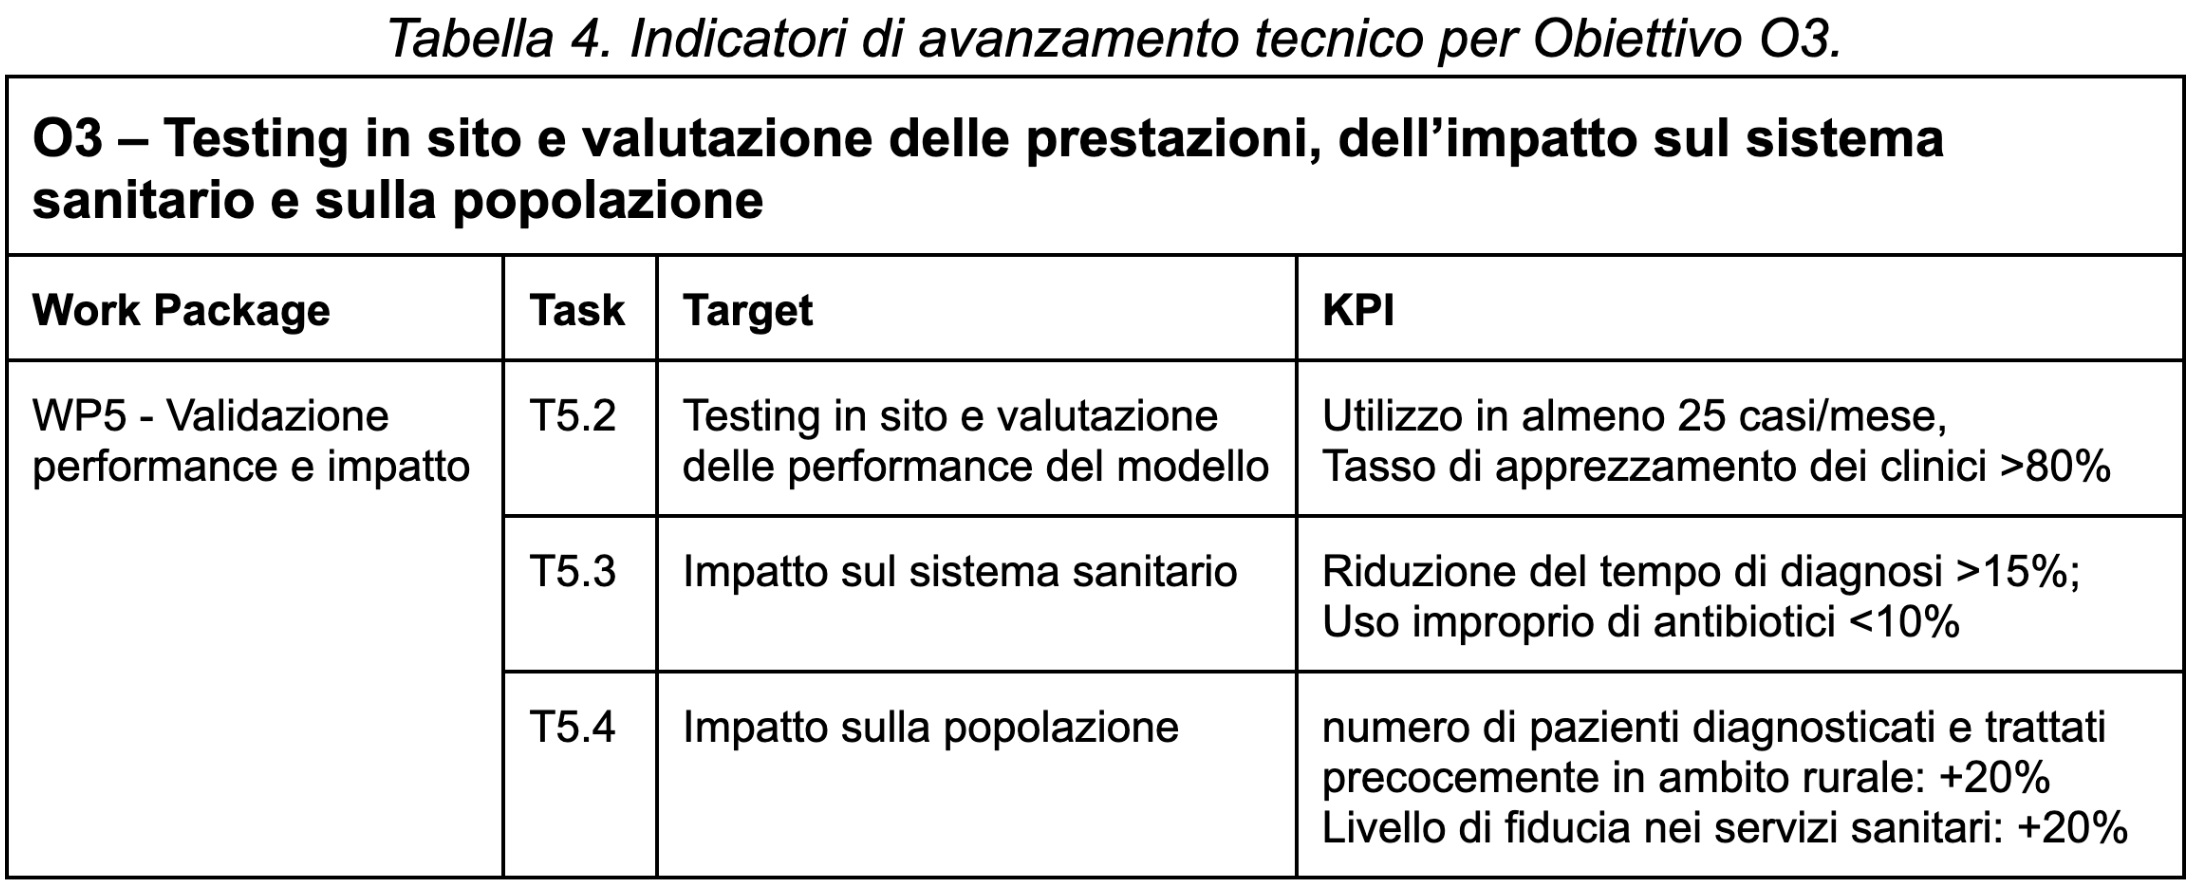 Tabella 4. Indicatori di avanzamento tecnico per Obiettivo O3.
O3 – Testing in sito e valutazione delle prestazioni, dell’impatto sul sistema
sanitario e sulla popolazione
Work Package
Task
Target
KPI
WP5 - Validazione
performance e impatto
T5.2
Testing in sito e valutazione
delle performance del modello
Utilizzo in almeno 25 casi/mese,
Tasso di apprezzamento dei clinici >80%
T5.3
Impatto sul sistema sanitario
Riduzione del tempo di diagnosi >15%;
Uso improprio di antibiotici <10%
T5.4
Impatto sulla popolazione
numero di pazienti diagnosticati e trattati
precocemente in ambito rurale: +20%
Livello di fiducia nei servizi sanitari: +20%